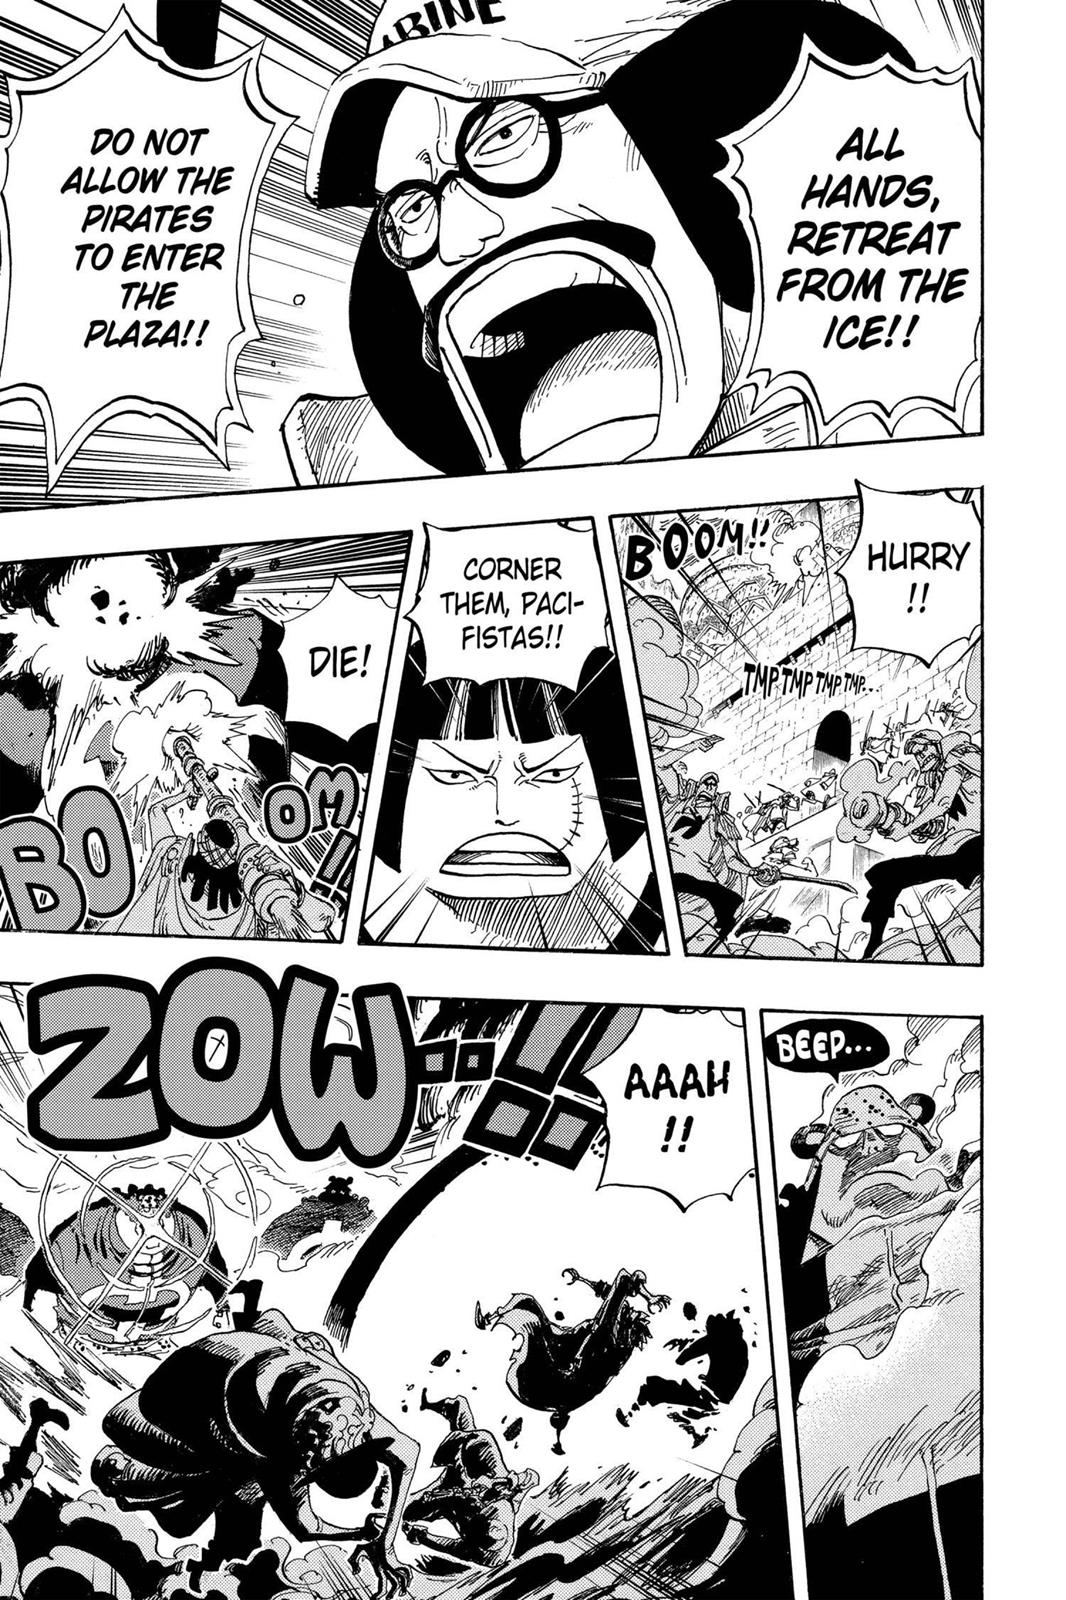 ARINE
ALL
HANDS,
RETREAT
FROM THE
ICE!!
DO NOT
ALLOW THE
PIRATES
TO ENTER
THE
PLAZA!!
HURRY
!!
BOOM!!
TMP TMP TMP TMP...
CORNER
THEM, PACI-
FISTAS!!
DIE!
BOOM!!
BEEP...
AAAH
!!
ZOW...!!